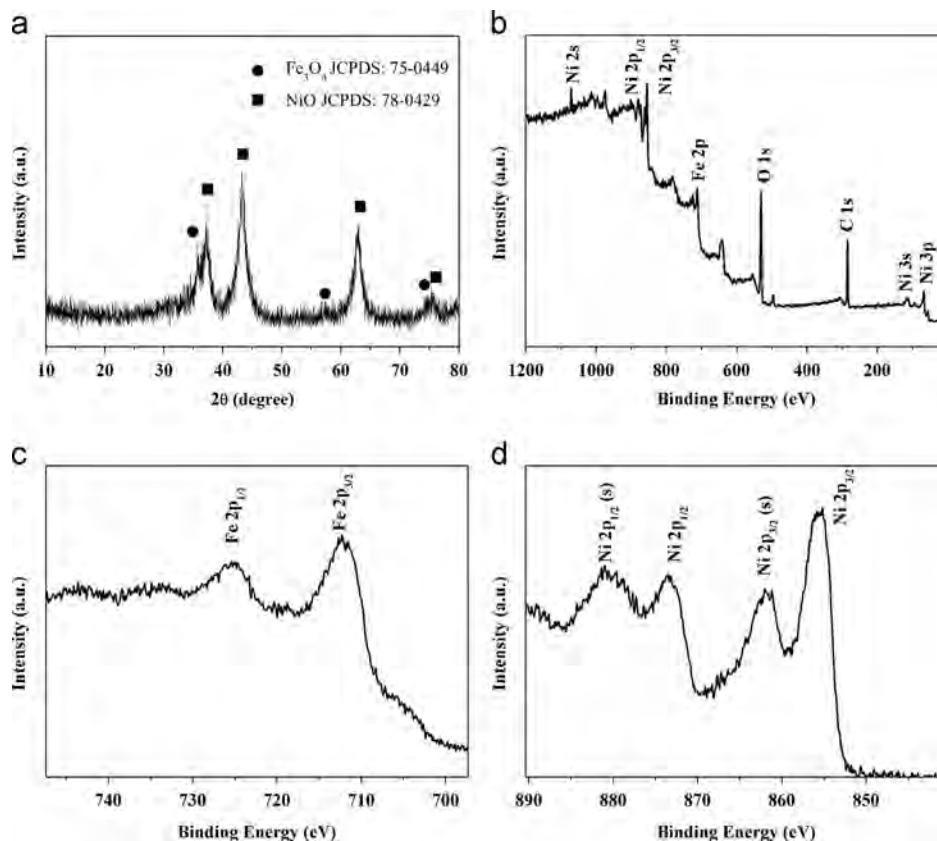 a
● Fe₃O₄ JCPDS: 75-0449
■ NiO JCPDS: 78-0429
Intensity (a.u.)
10 20 30 40 50 60 70 80
2θ (degree)
b
Ni 2s
Ni 2p₁/₂
Ni 2p₃/₂
Fe 2p
O 1s
C 1s
Ni 3s
Ni 3p
Intensity (a.u.)
1200 1000 800 600 400 200
Binding Energy (eV)
c
Fe 2p₁/₂
Fe 2p₃/₂
Intensity (a.u.)
740 730 720 710 700
Binding Energy (eV)
d
Ni 2p₁/₂ (s)
Ni 2p₁/₂
Ni 2p₃/₂ (s)
Ni 2p₃/₂
Intensity (a.u.)
890 880 870 860 850
Binding Energy (eV)